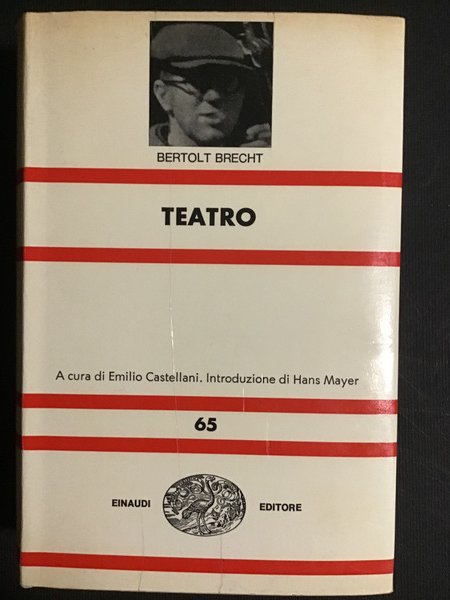 BERTOLT BRECHT
TEATRO
A cura di Emilio Castellani. Introduzione di Hans Mayer
65
EINAUDI EDITORE